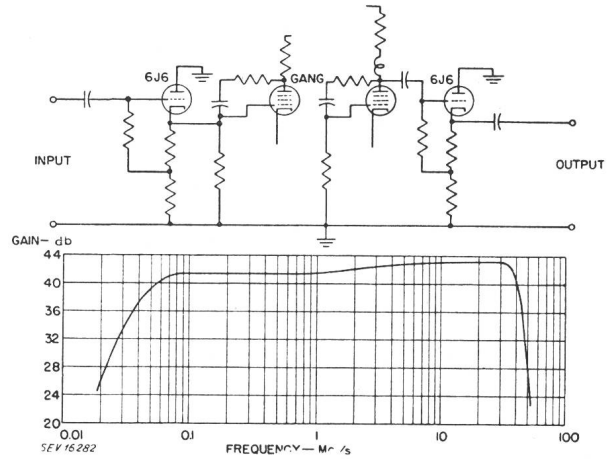 6J6
GANG
6J6
INPUT
OUTPUT
GAIN- db
44
40
36
32
28
24
20
0.01
0.1
1
10
100
SEV 16282
FREQUENCY- Mc/s